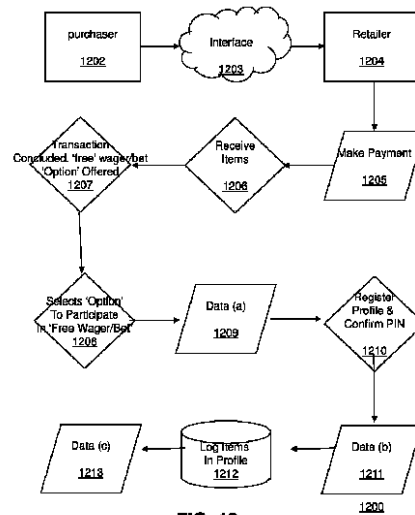 purchaser
1202
Interface
1203
Retailer
1204
Transaction
Concluded. 'free' wager/bet
'Option' Offered
1207
Receive
Items
1206
Make Payment
1205
Selects 'Option'
To Participate
In 'Free Wager/Bet'
1208
Data (a)
1209
Register
Profile &
Confirm PIN
1210
Data (c)
1213
Log Items
In Profile
1212
Data (b)
1211
1200